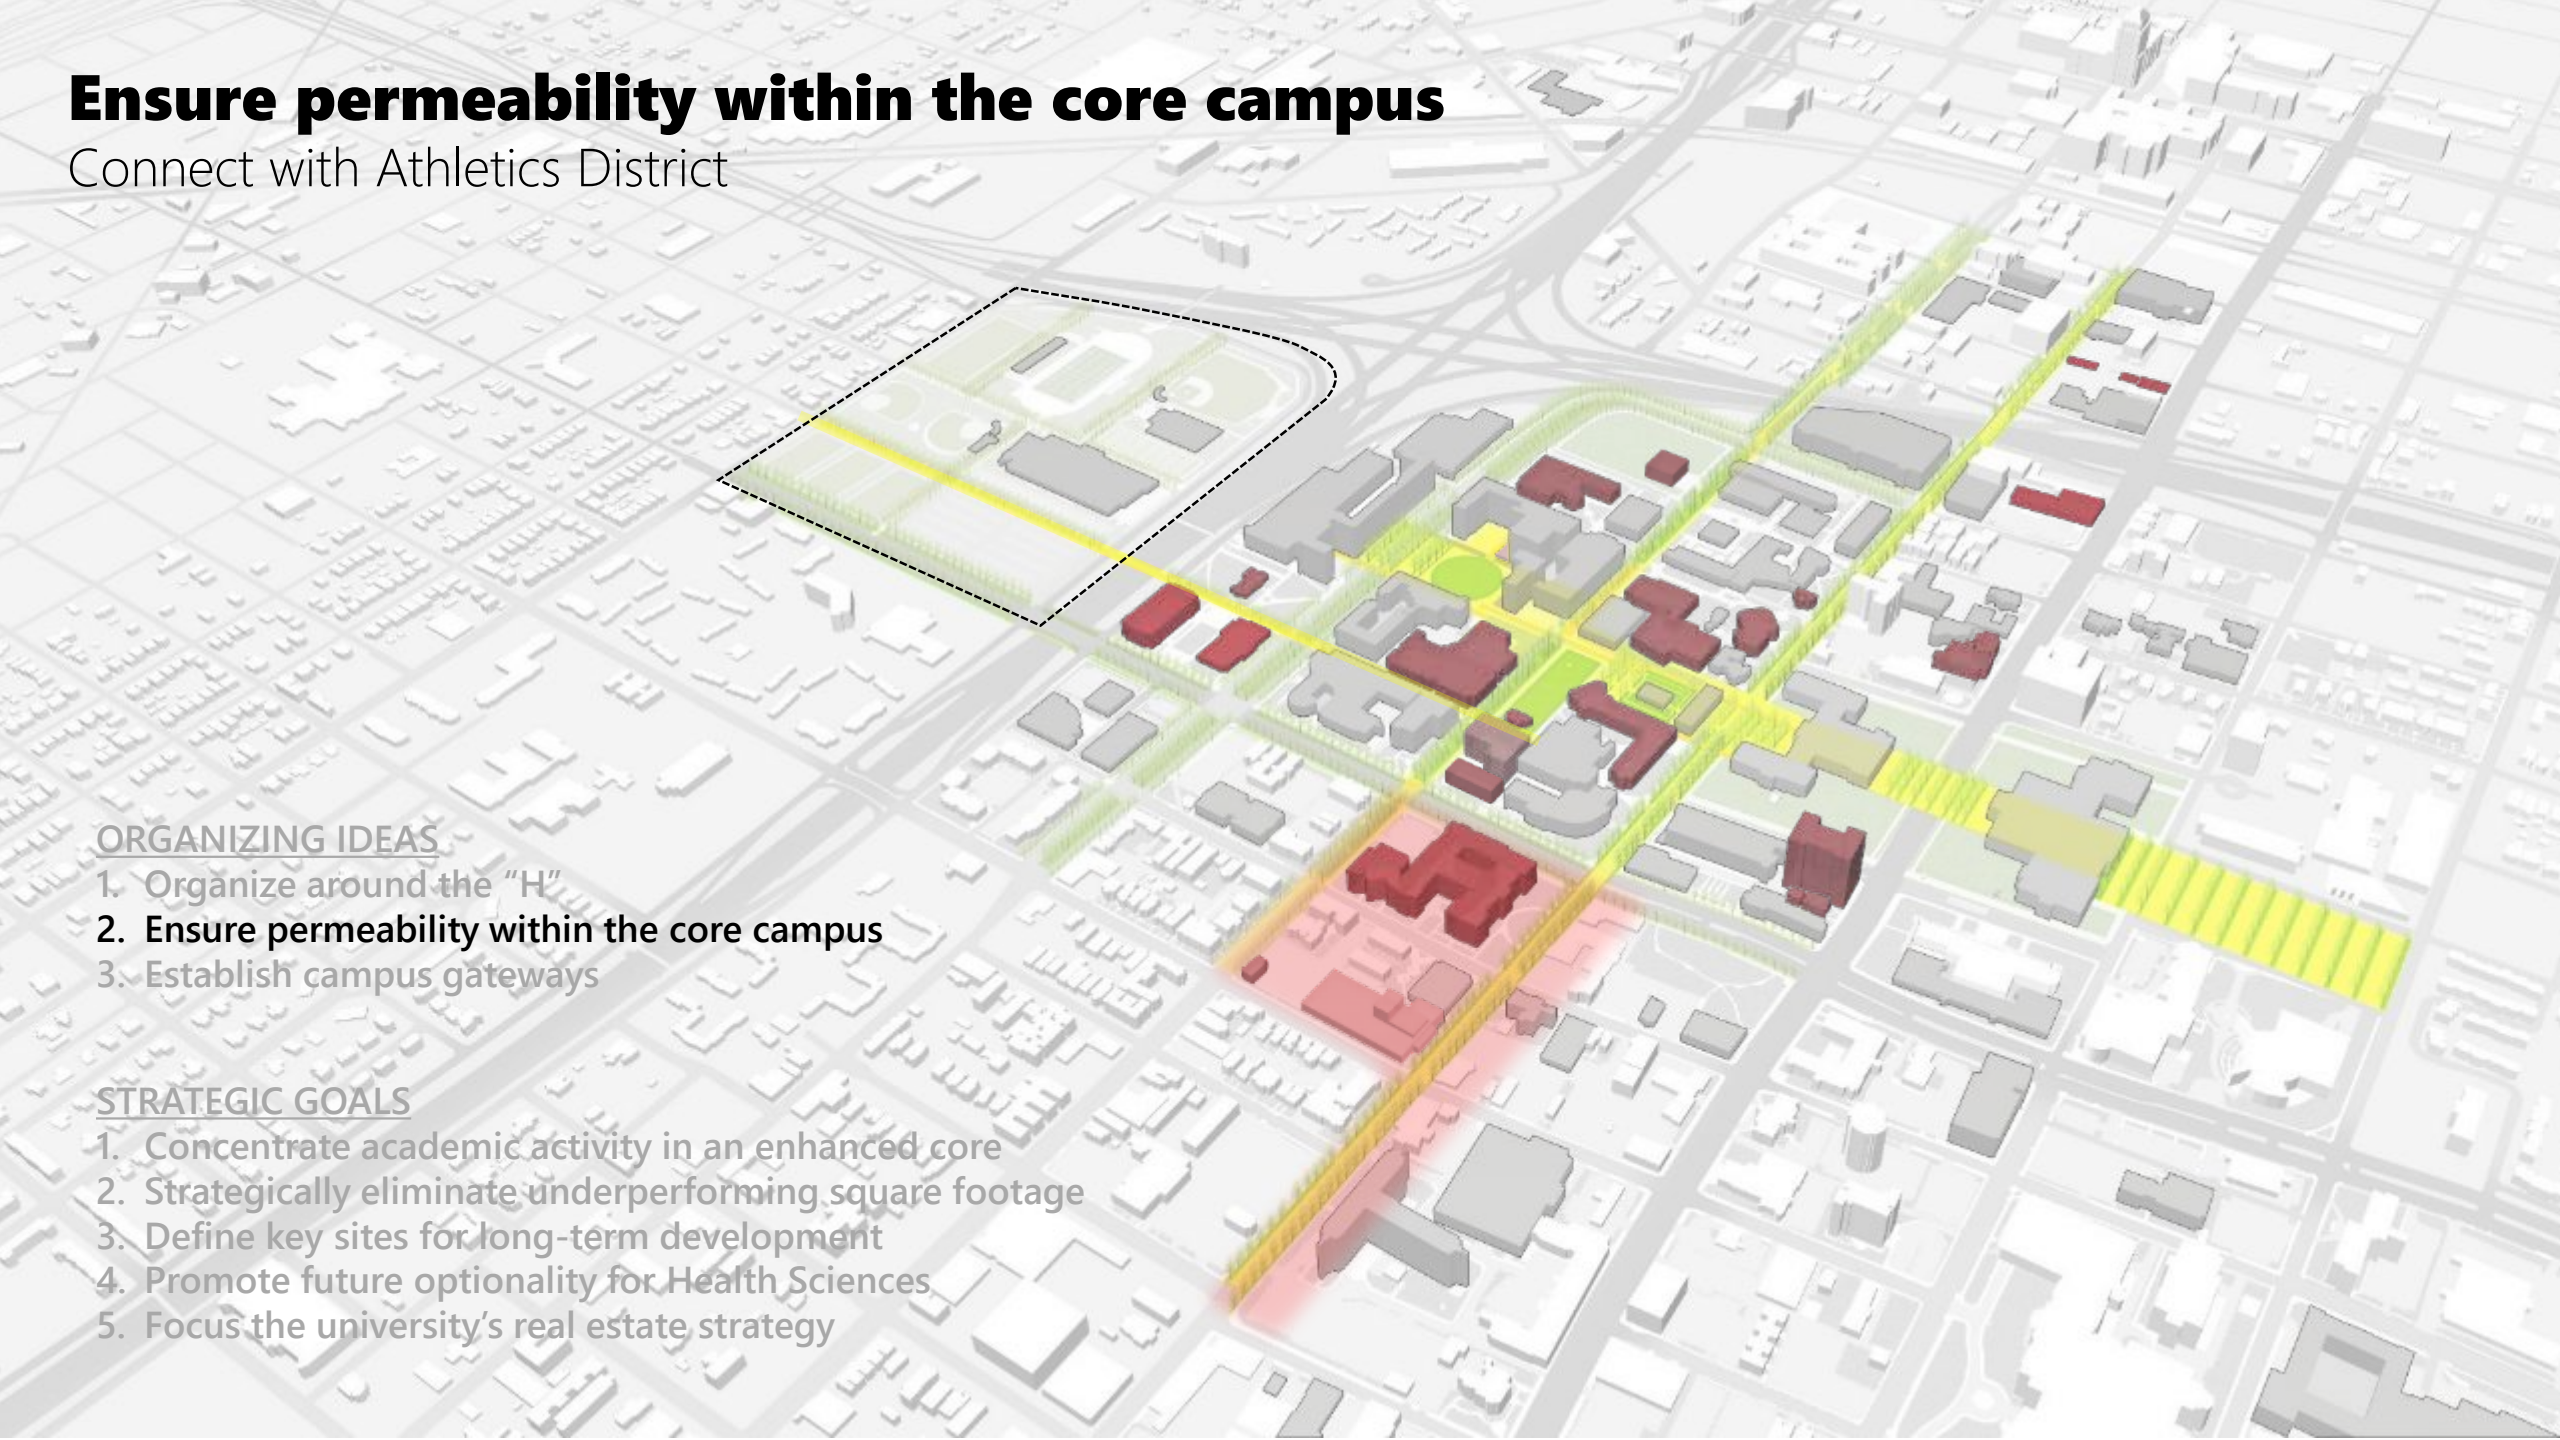 Ensure permeability within the core campus
Connect with Athletics District
ORGANIZING IDEAS
1. Organize around the “H”
2. Ensure permeability within the core campus
3. Establish campus gateways
STRATEGIC GOALS
1. Concentrate academic activity in an enhanced core
2. Strategically eliminate underperforming square footage
3. Define key sites for long-term development
4. Promote future optionality for Health Sciences
5. Focus the university’s real estate strategy